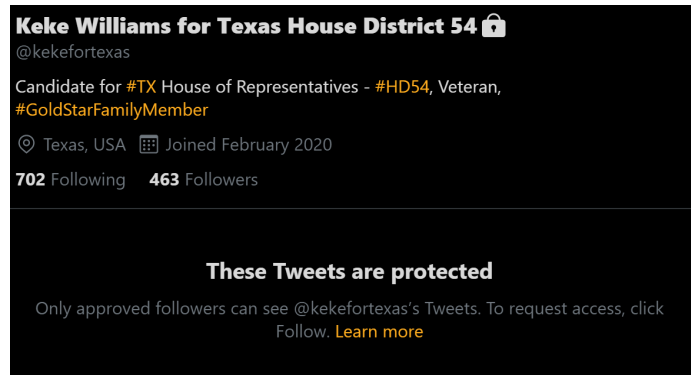 Keke Williams for Texas House District 54
@kekefortexas
Candidate for #TX House of Representatives - #HD54, Veteran,
#GoldStarFamilyMember
Texas, USA Joined February 2020
702 Following 463 Followers
These Tweets are protected
Only approved followers can see @kekefortexas’s Tweets. To request access, click
Follow. Learn more